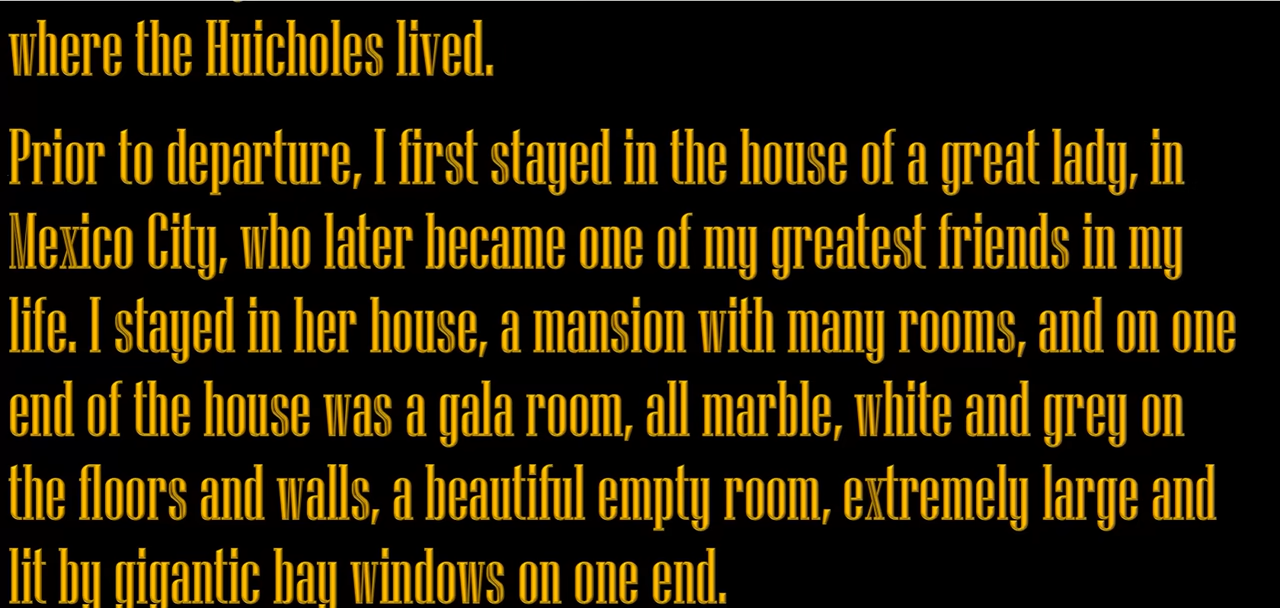 where the Huicholes lived.
Prior to departure, I first stayed in the house of a great lady, in
Mexico City, who later became one of my greatest friends in my
life. I stayed in her house, a mansion with many rooms, and on one
end of the house was a gala room, all marble, white and grey on
the floors and walls, a beautiful empty room, extremely large and
lit by gigantic bay windows on one end.